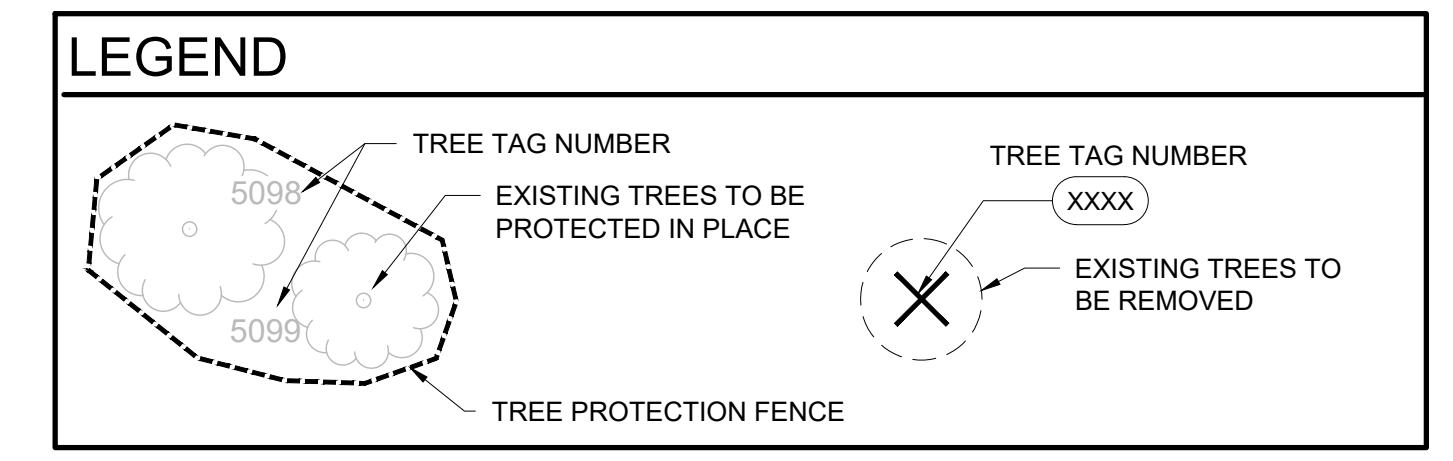 LEGEND
TREE TAG NUMBER
5098
EXISTING TREES TO BE
PROTECTED IN PLACE
5099
TREE PROTECTION FENCE
TREE TAG NUMBER
XXXX
EXISTING TREES TO
BE REMOVED